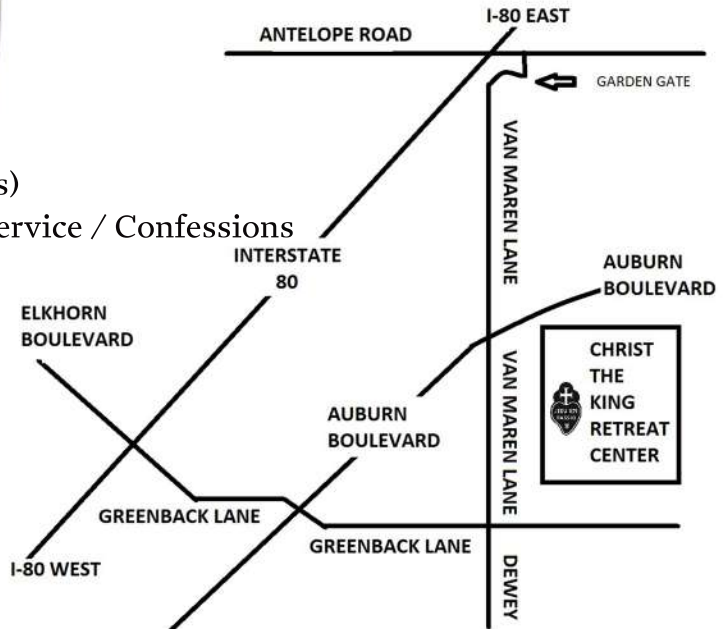 I-80 EAST
ANTELOPE ROAD
GARDEN GATE
s)
ervice / Confessions
VAN MAREN LANE
INTERSTATE
80
AUBURN
BOULEVARD
ELKHORN
BOULEVARD
CHRIST
THE
KING
RETREAT
CENTER
VAN MAREN LANE
AUBURN
BOULEVARD
GREENBACK LANE
GREENBACK LANE
I-80 WEST
DEWEY